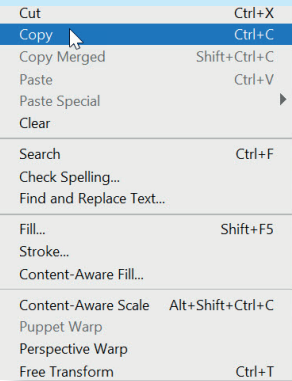 Cut Ctrl+X
Copy Ctrl+C
Copy Merged Shift+Ctrl+C
Paste Ctrl+V
Paste Special
Clear
Search Ctrl+F
Check Spelling...
Find and Replace Text...
Fill... Shift+F5
Stroke...
Content-Aware Fill...
Content-Aware Scale Alt+Shift+Ctrl+C
Puppet Warp
Perspective Warp
Free Transform Ctrl+T